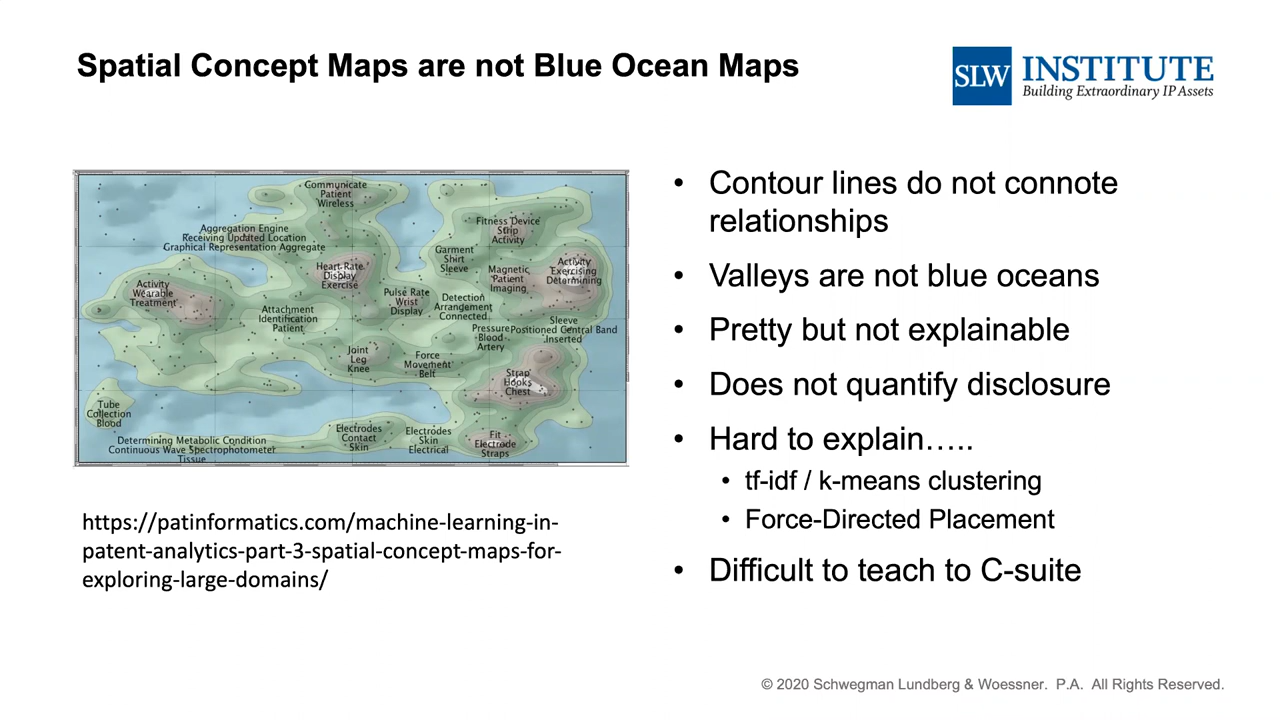 Spatial Concept Maps are not Blue Ocean Maps
SLW INSTITUTE
Building Extraordinary IP Assets
Communicate
Patient
Wireless
Aggregation Engine
Receiving Updated Location
Graphical Representation Aggregate
Fitness Device
Strip
Activity
Garment
Shirt
Sleeve
Heart Rate
Display
Exercise
Magnetic
Patient
Imaging
Activity
Exercising
Determining
Activity
Wearable
Treatment
Pulse Rate
Wrist
Display
Detection
Arrangement
Connected
Attachment
Identification
Patient
Pressure
Blood
Artery
Sleeve
Positioned Central Band
Inserted
Joint
Leg
Knee
Force
Movement
Belt
Strap
Hooks
Chest
Tube
Collection
Blood
Determining Metabolic Condition
Continuous Wave Spectrophotometer
Tissue
Electrodes
Contact
Skin
Electrodes
Skin
Electrical
Fit
Electrode
Straps
https://patinformatics.com/machine-learning-in-
patent-analytics-part-3-spatial-concept-maps-for-
exploring-large-domains/
• Contour lines do not connote
relationships
• Valleys are not blue oceans
• Pretty but not explainable
• Does not quantify disclosure
• Hard to explain…..
• tf-idf / k-means clustering
• Force-Directed Placement
• Difficult to teach to C-suite
© 2020 Schwegman Lundberg & Woessner. P.A. All Rights Reserved.